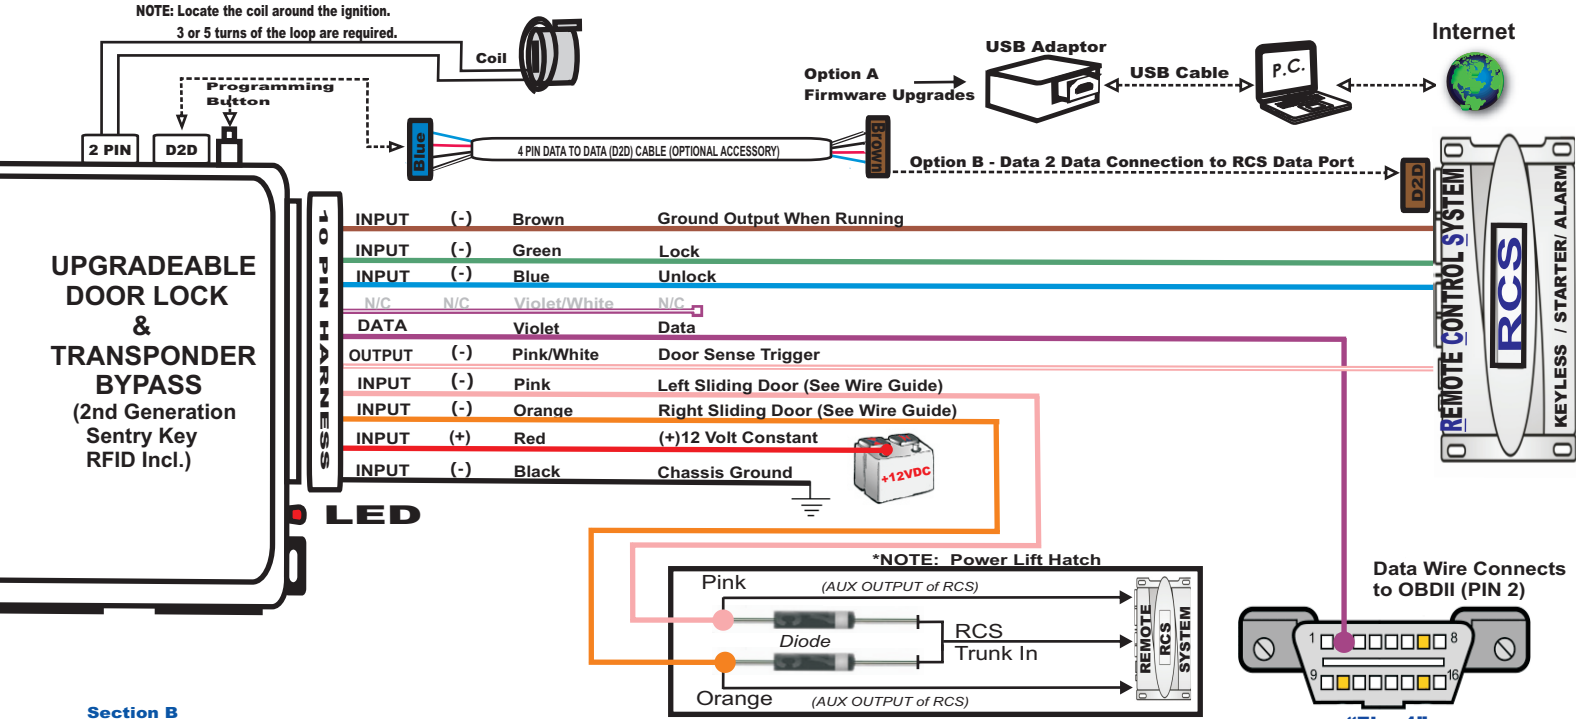 NOTE: Locate the coil around the ignition.
3 or 5 turns of the loop are required.
Coil
Programming
Button
2 PIN
D2D
Blue
4 PIN DATA TO DATA (D2D) CABLE (OPTIONAL ACCESSORY)
Brown
Option A
Firmware Upgrades
USB Adaptor
USB Cable
P.C.
Internet
Option B - Data 2 Data Connection to RCS Data Port
D2D
UPGRADEABLE
DOOR LOCK
&
TRANSPONDER
BYPASS
(2nd Generation
Sentry Key
RFID Incl.)
10 PIN HARNESS
INPUT (-) Brown Ground Output When Running
INPUT (-) Green Lock
INPUT (-) Blue Unlock
N/C N/C Violet/White N/C
DATA Violet Data
OUTPUT (-) Pink/White Door Sense Trigger
INPUT (-) Pink Left Sliding Door (See Wire Guide)
INPUT (-) Orange Right Sliding Door (See Wire Guide)
INPUT (+) Red (+)12 Volt Constant
INPUT (-) Black Chassis Ground
+12VDC
LED
REMOTE CONTROL SYSTEM
RCS
KEYLESS / STARTER/ ALARM
*NOTE: Power Lift Hatch
Pink
(AUX OUTPUT of RCS)
Diode
RCS
Trunk In
Orange
(AUX OUTPUT of RCS)
REMOTE
RCS
SYSTEM
Data Wire Connects
to OBDII (PIN 2)
1
8
9
16
Section B